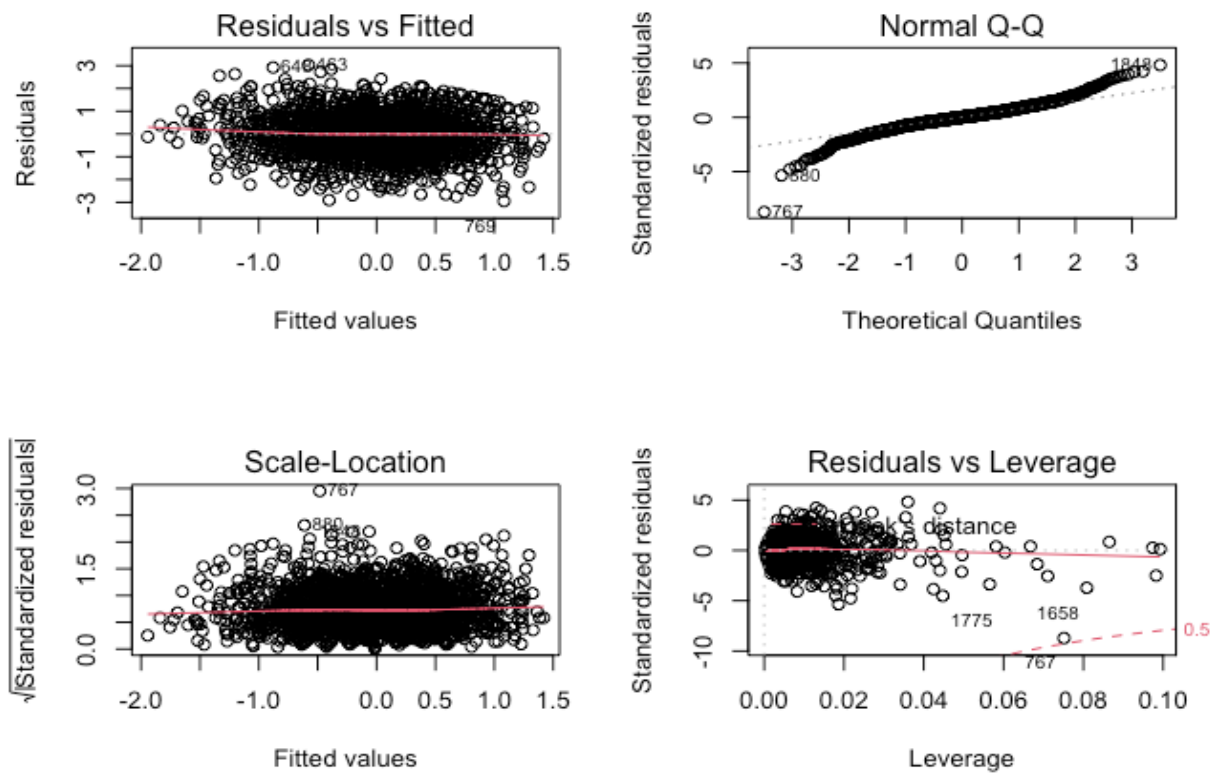 Residuals vs Fitted
Residuals
3
1
-1
-3
463
769
-2.0 -1.0 0.0 0.5 1.0 1.5
Fitted values
Normal Q-Q
Standardized residuals
5
0
-5
1848
880
767
-3 -2 -1 0 1 2 3
Theoretical Quantiles
Scale-Location
√|Standardized residuals|
3.0
1.5
0.0
767
880
-2.0 -1.0 0.0 0.5 1.0 1.5
Fitted values
Residuals vs Leverage
Standardized residuals
5
0
-5
-10
Cook's distance
1775
1658
767
0.5
0.00 0.02 0.04 0.06 0.08 0.10
Leverage